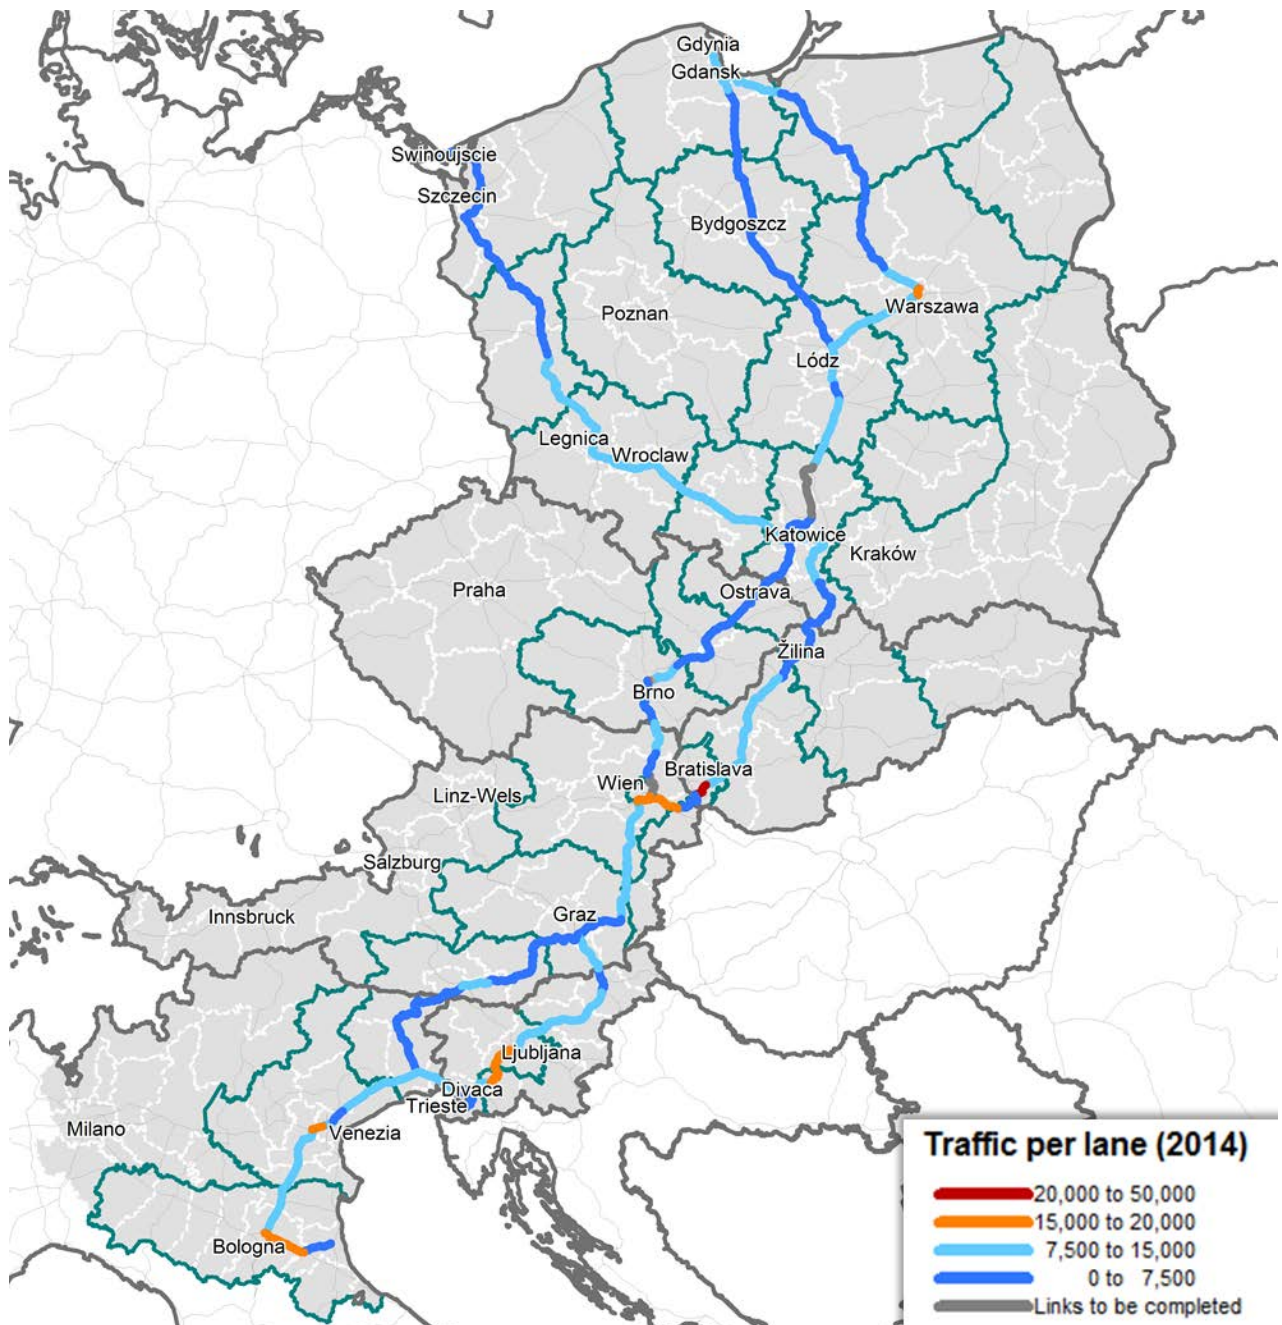 Gdynia
Gdansk
Swinoujscie
Szczecin
Bydgoszcz
Warszawa
Poznan
Lódz
Legnica
Wroclaw
Katowice
Kraków
Praha
Ostrava
Žilina
Brno
Bratislava
Wien
Linz-Wels
Salzburg
Innsbruck
Graz
Ljubljana
Divaca
Trieste
Milano
Venezia
Bologna
Traffic per lane (2014)
20,000 to 50,000
15,000 to 20,000
7,500 to 15,000
0 to 7,500
Links to be completed